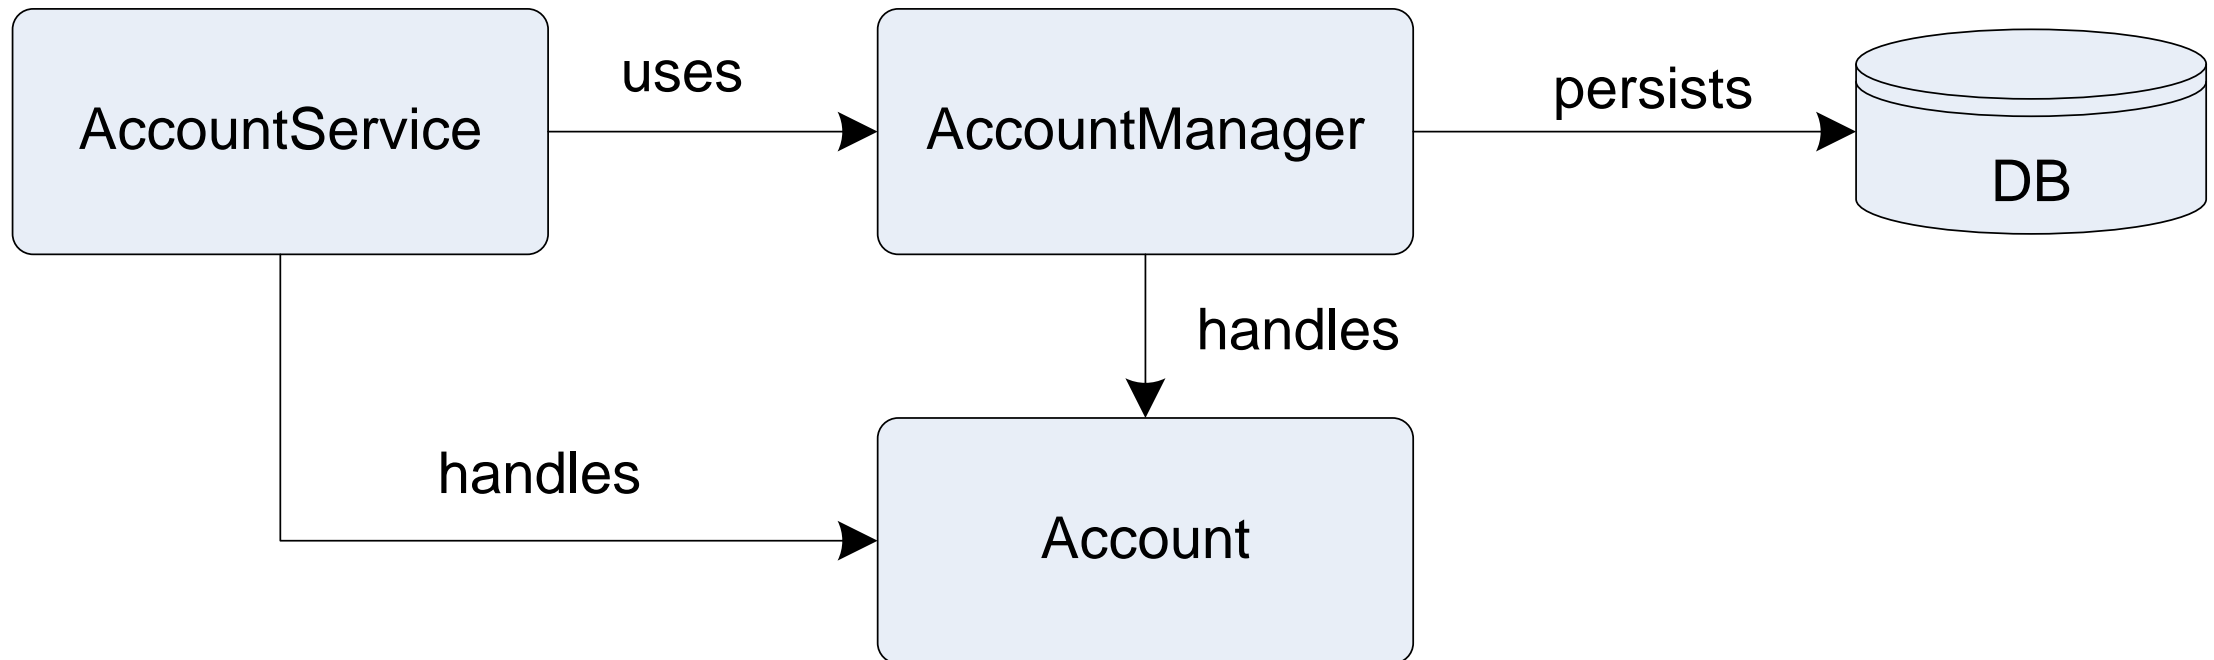 AccountService
uses
AccountManager
persists
DB
handles
handles
Account